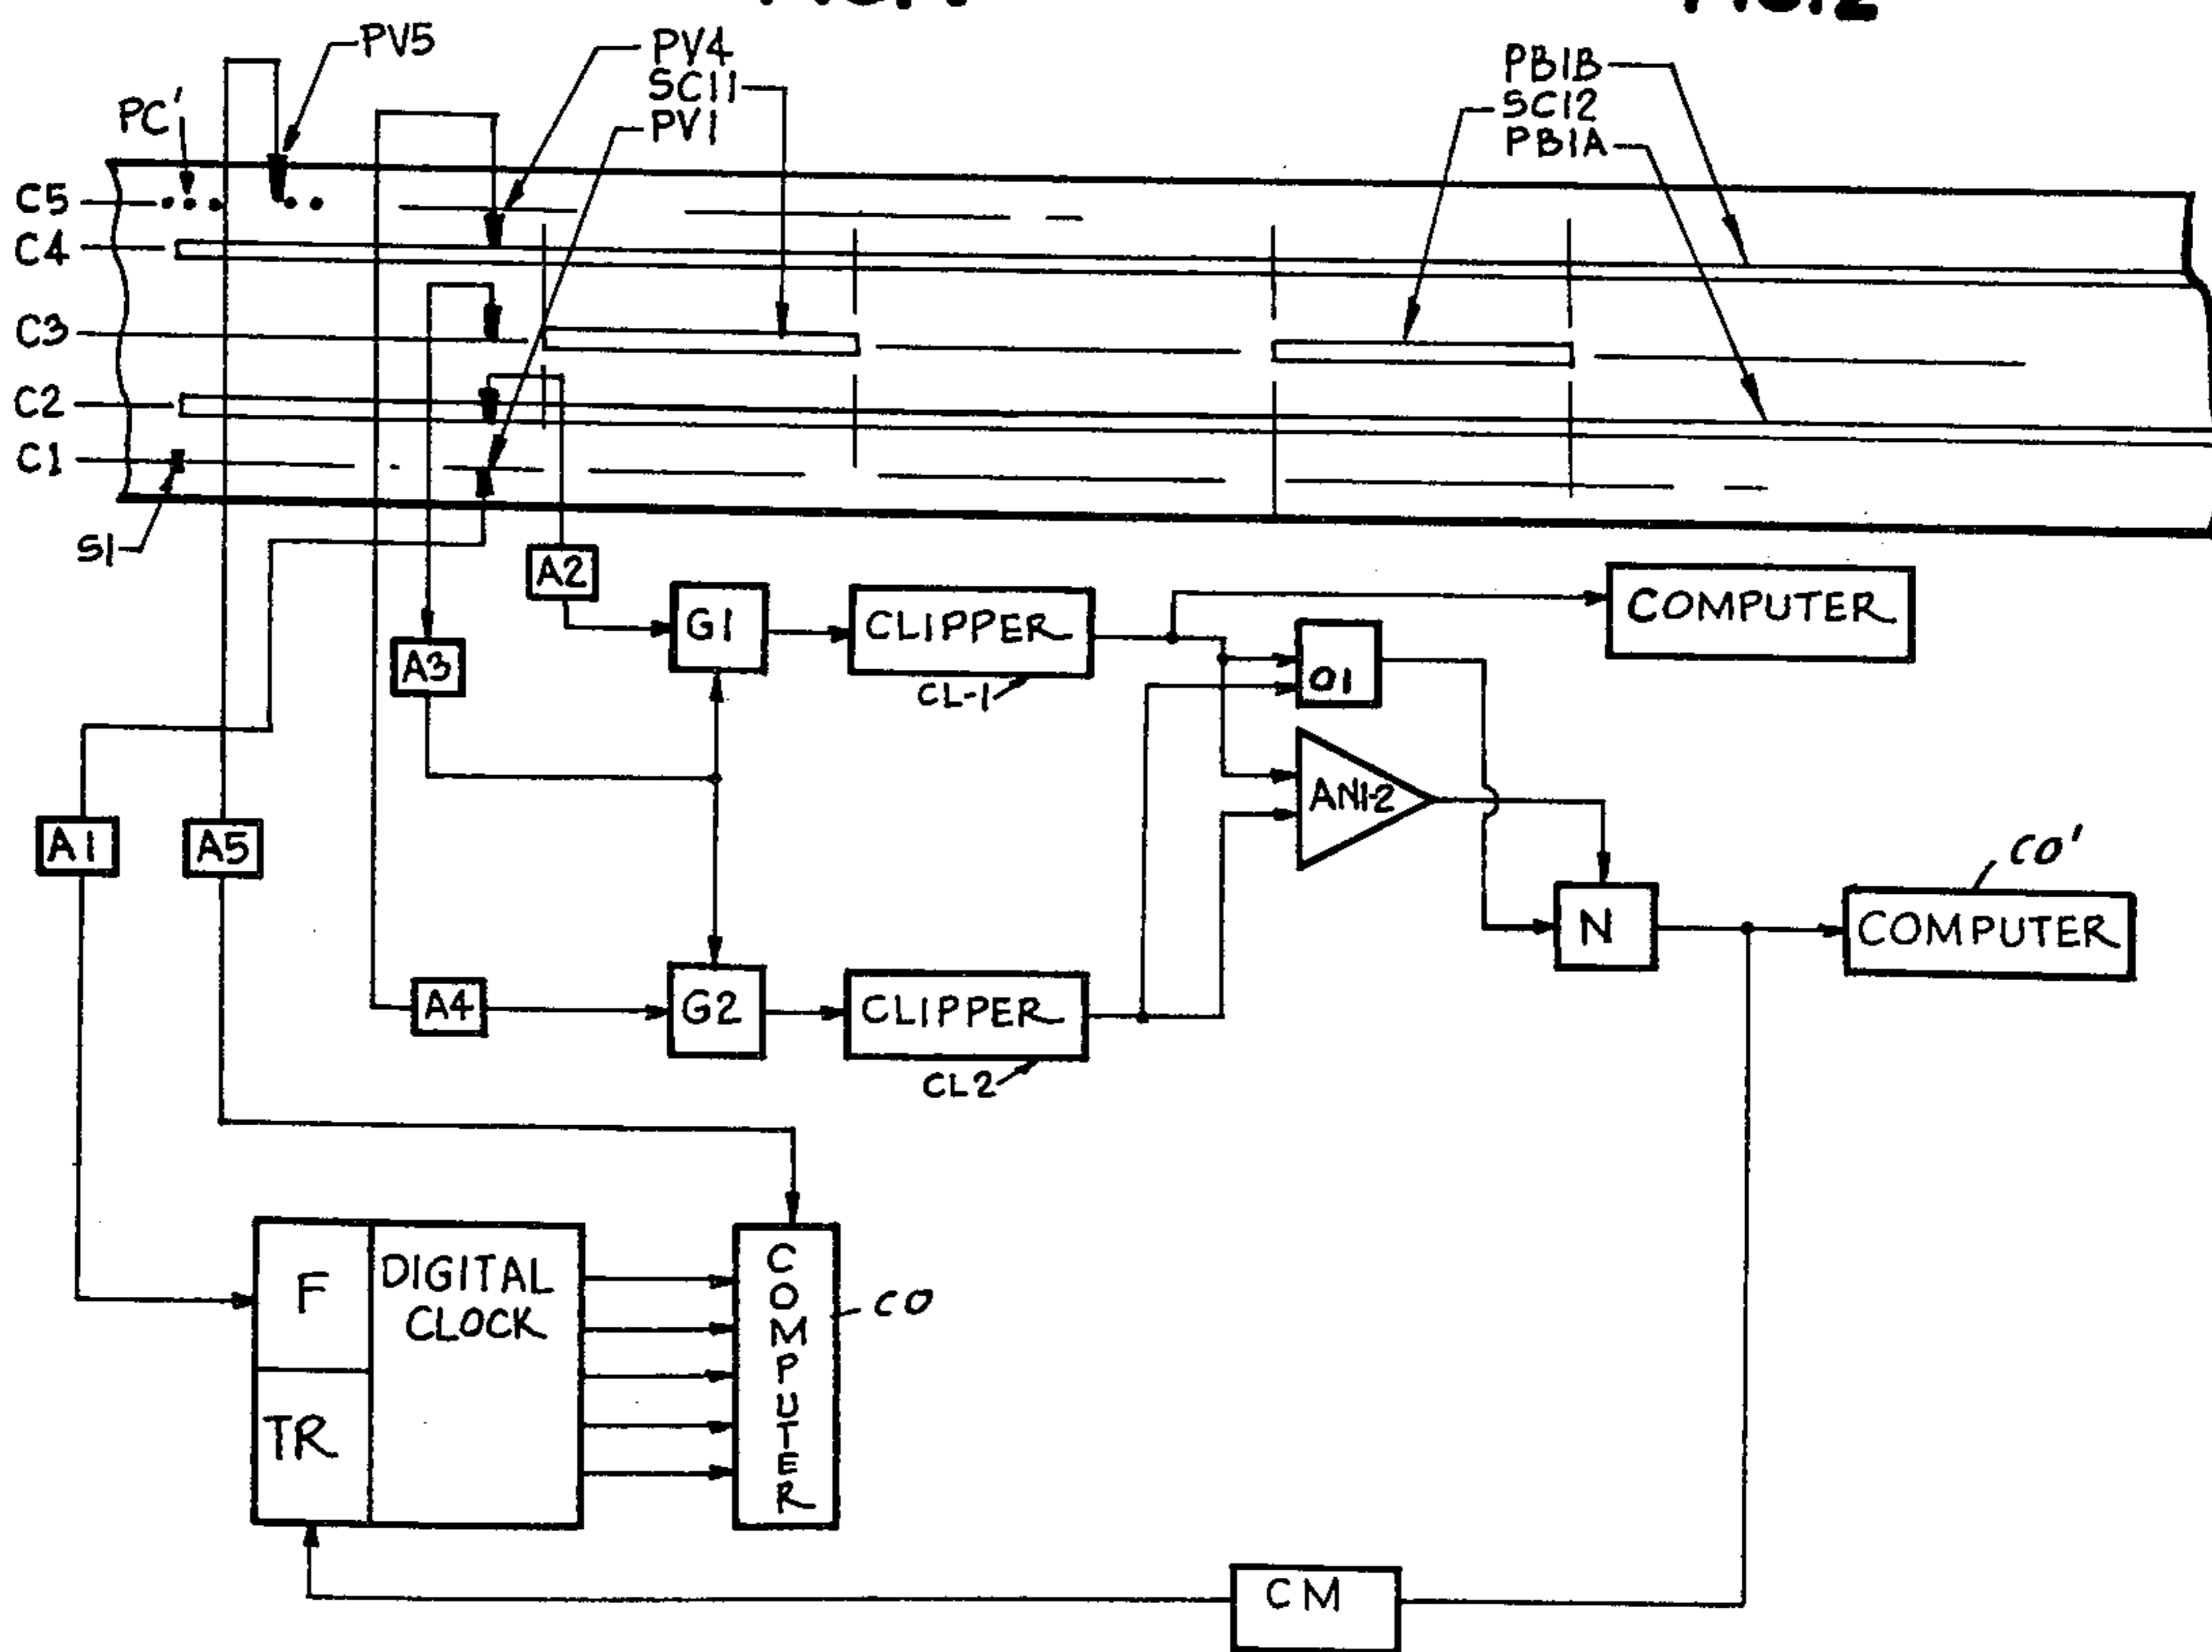 PV5
PV4
SC11
PV1
PC'
PB1B
SC12
PB1A
C5
C4
C3
C2
C1
S1
A2
G1
CLIPPER
CL-1
COMPUTER
A3
O1
AN1-2
A1
A5
CO'
N
COMPUTER
A4
G2
CLIPPER
CL2
F
DIGITAL
CLOCK
TR
COMPUTER
CO
CM